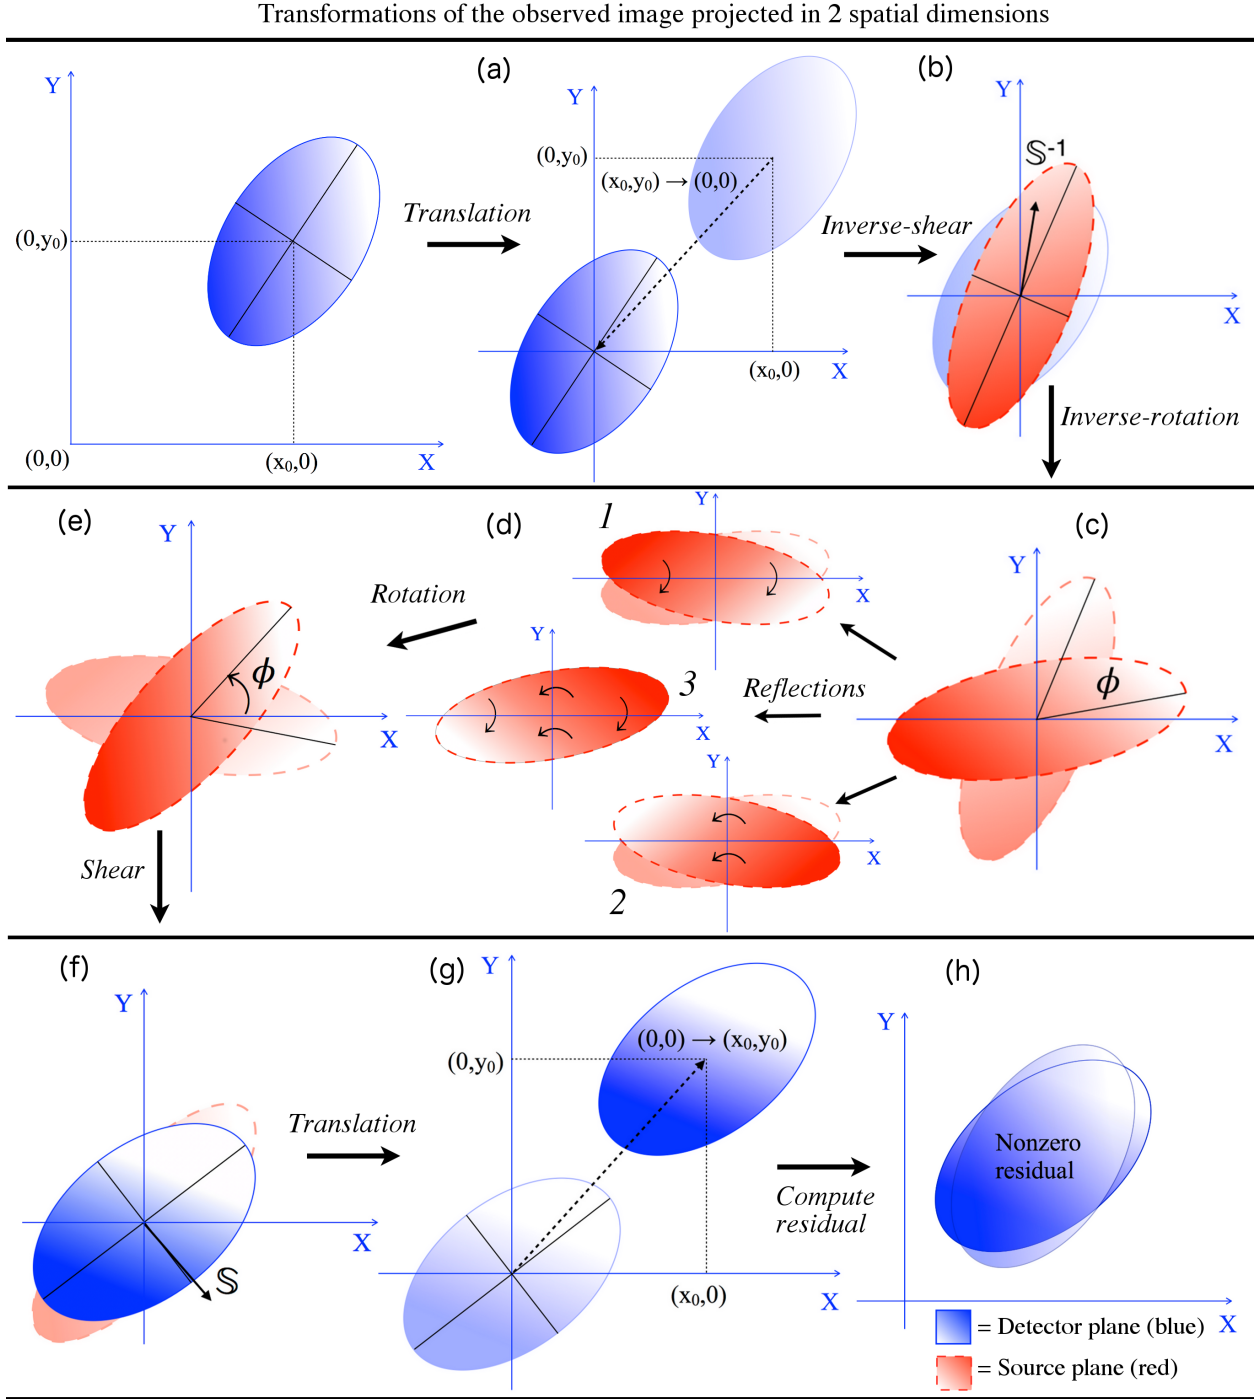 Transformations of the observed image projected in 2 spatial dimensions
Y
(0,y₀)
(0,0)
(x₀,0)
X
Translation
(a)
Y
(0,y₀)
(x₀,y₀) → (0,0)
(x₀,0)
X
Inverse-shear
(b)
Y
𝕊⁻¹
X
Inverse-rotation
(c)
Y
ϕ
X
Reflections
(d)
1
Y
X
Y
3
X
Y
X
2
Rotation
(e)
Y
ϕ
X
Shear
(f)
Y
X
𝕊
Translation
(g)
Y
(0,0) → (x₀,y₀)
(0,y₀)
(x₀,0)
X
Compute
residual
(h)
Y
Nonzero
residual
X
= Detector plane (blue)
= Source plane (red)